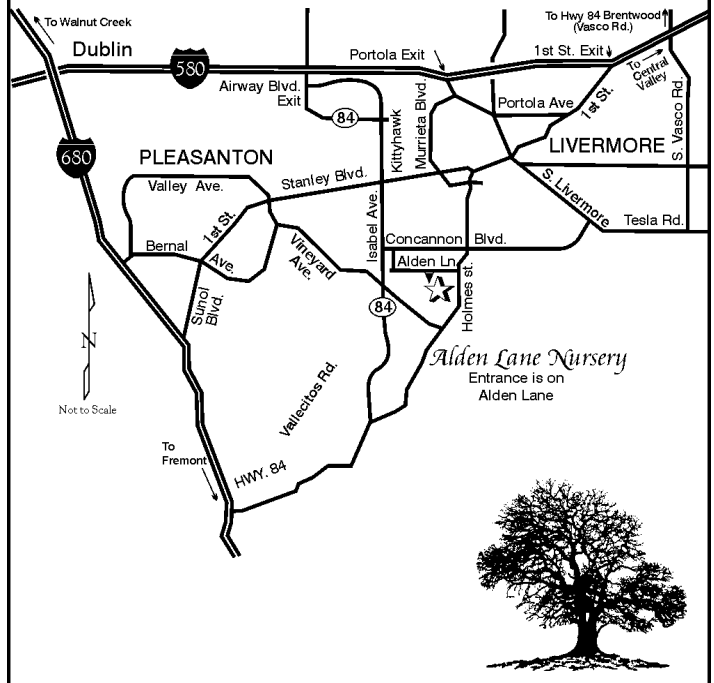 To Walnut Creek
To Hwy 84 Brentwood
(Vasco Rd.)
Dublin
580
Portola Exit
1st St. Exit
To
Central
Valley
Airway Blvd.
Exit
84
Kittyhawk
Murrieta Blvd.
Portola Ave.
1st St.
S. Vasco Rd.
680
PLEASANTON
LIVERMORE
Valley Ave.
Stanley Blvd.
S. Livermore
Tesla Rd.
1st St.
Bernal
Ave.
Vineyard
Ave.
Isabel Ave.
Concannon Blvd.
Alden Ln.
Sunol
Blvd.
84
Holmes st.
N
Not to Scale
Alden Lane Nursery
Entrance is on
Alden Lane
Vallecitos Rd.
To
Fremont
HWY. 84